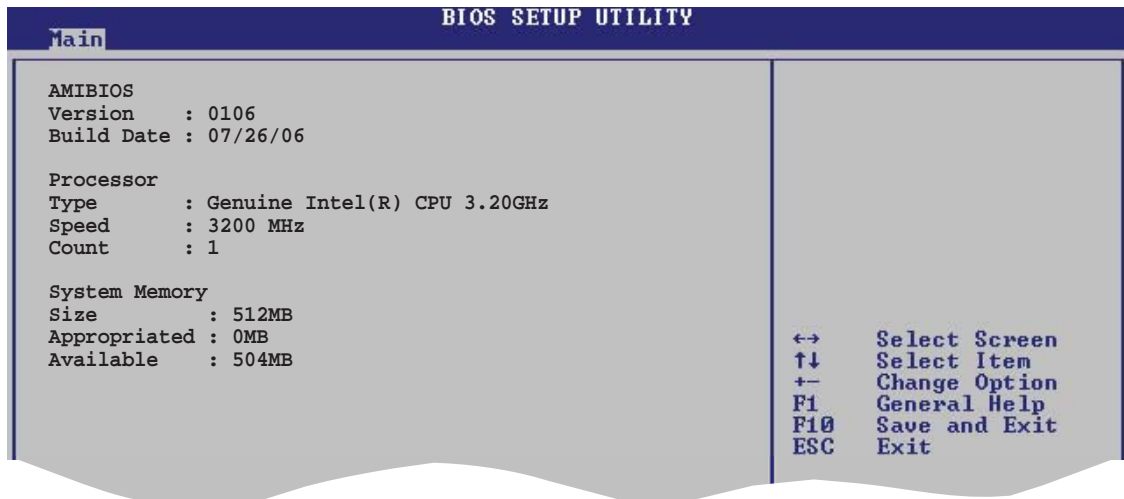 BIOS SETUP UTILITY
Main
AMIBIOS
Version : 0106
Build Date : 07/26/06
Processor
Type : Genuine Intel(R) CPU 3.20GHz
Speed : 3200 MHz
Count : 1
System Memory
Size : 512MB
Appropriated : 0MB
Available : 504MB
←→ Select Screen
↑↓ Select Item
+- Change Option
F1 General Help
F10 Save and Exit
ESC Exit